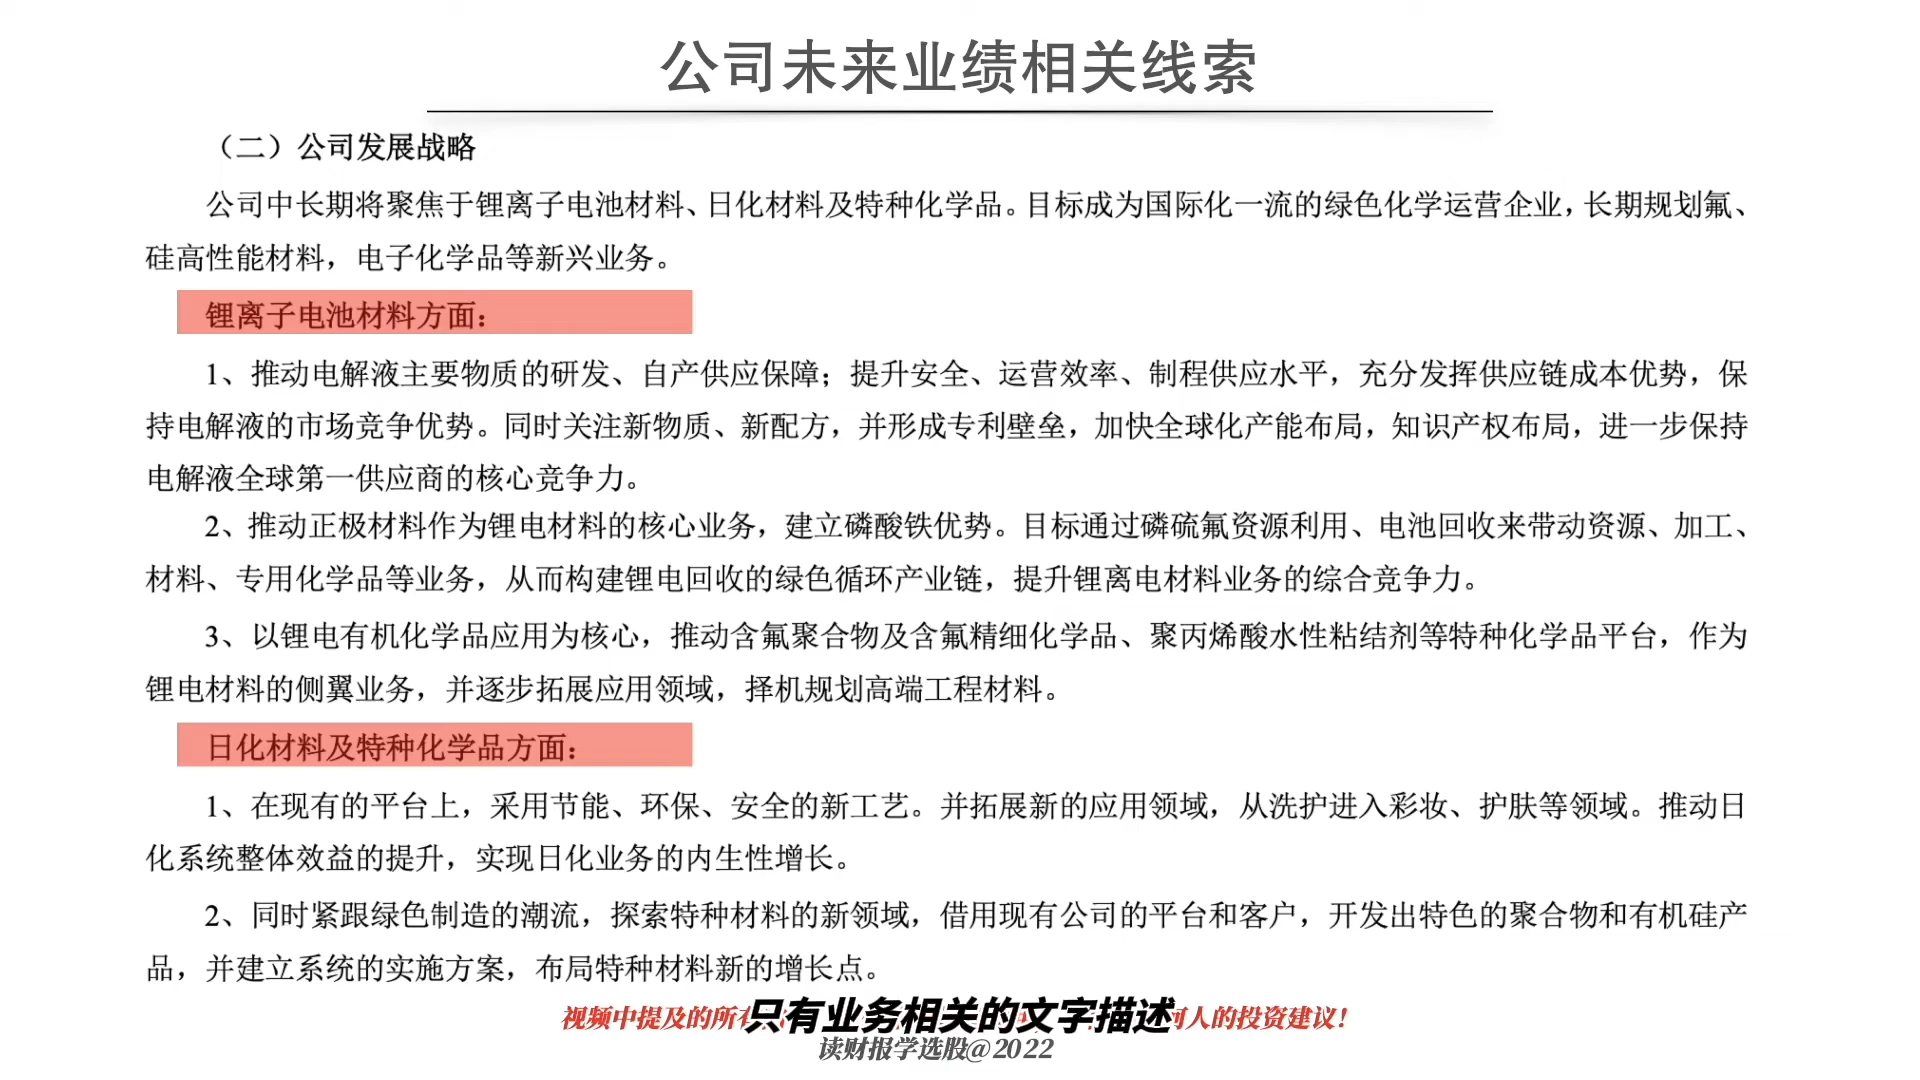 公司未来业绩相关线索
（二）公司发展战略
公司中长期将聚焦于锂离子电池材料、日化材料及特种化学品。目标成为国际化一流的绿色化学运营企业，长期规划氟、
硅高性能材料，电子化学品等新兴业务。
锂离子电池材料方面：
1、推动电解液主要物质的研发、自产供应保障；提升安全、运营效率、制程供应水平，充分发挥供应链成本优势，保
持电解液的市场竞争优势。同时关注新物质、新配方，并形成专利壁垒，加快全球化产能布局，知识产权布局，进一步保持
电解液全球第一供应商的核心竞争力。
2、推动正极材料作为锂电材料的核心业务，建立磷酸铁优势。目标通过磷硫氟资源利用、电池回收来带动资源、加工、
材料、专用化学品等业务，从而构建锂电回收的绿色循环产业链，提升锂离电材料业务的综合竞争力。
3、以锂电有机化学品应用为核心，推动含氟聚合物及含氟精细化学品、聚丙烯酸水性粘结剂等特种化学品平台，作为
锂电材料的侧翼业务，并逐步拓展应用领域，择机规划高端工程材料。
日化材料及特种化学品方面：
1、在现有的平台上，采用节能、环保、安全的新工艺。并拓展新的应用领域，从洗护进入彩妆、护肤等领域。推动日
化系统整体效益的提升，实现日化业务的内生性增长。
2、同时紧跟绿色制造的潮流，探索特种材料的新领域，借用现有公司的平台和客户，开发出特色的聚合物和有机硅产
品，并建立系统的实施方案，布局特种材料新的增长点。
视频中提及的所有
只有业务相关的文字描述
何人的投资建议！
读财报学选股@2022